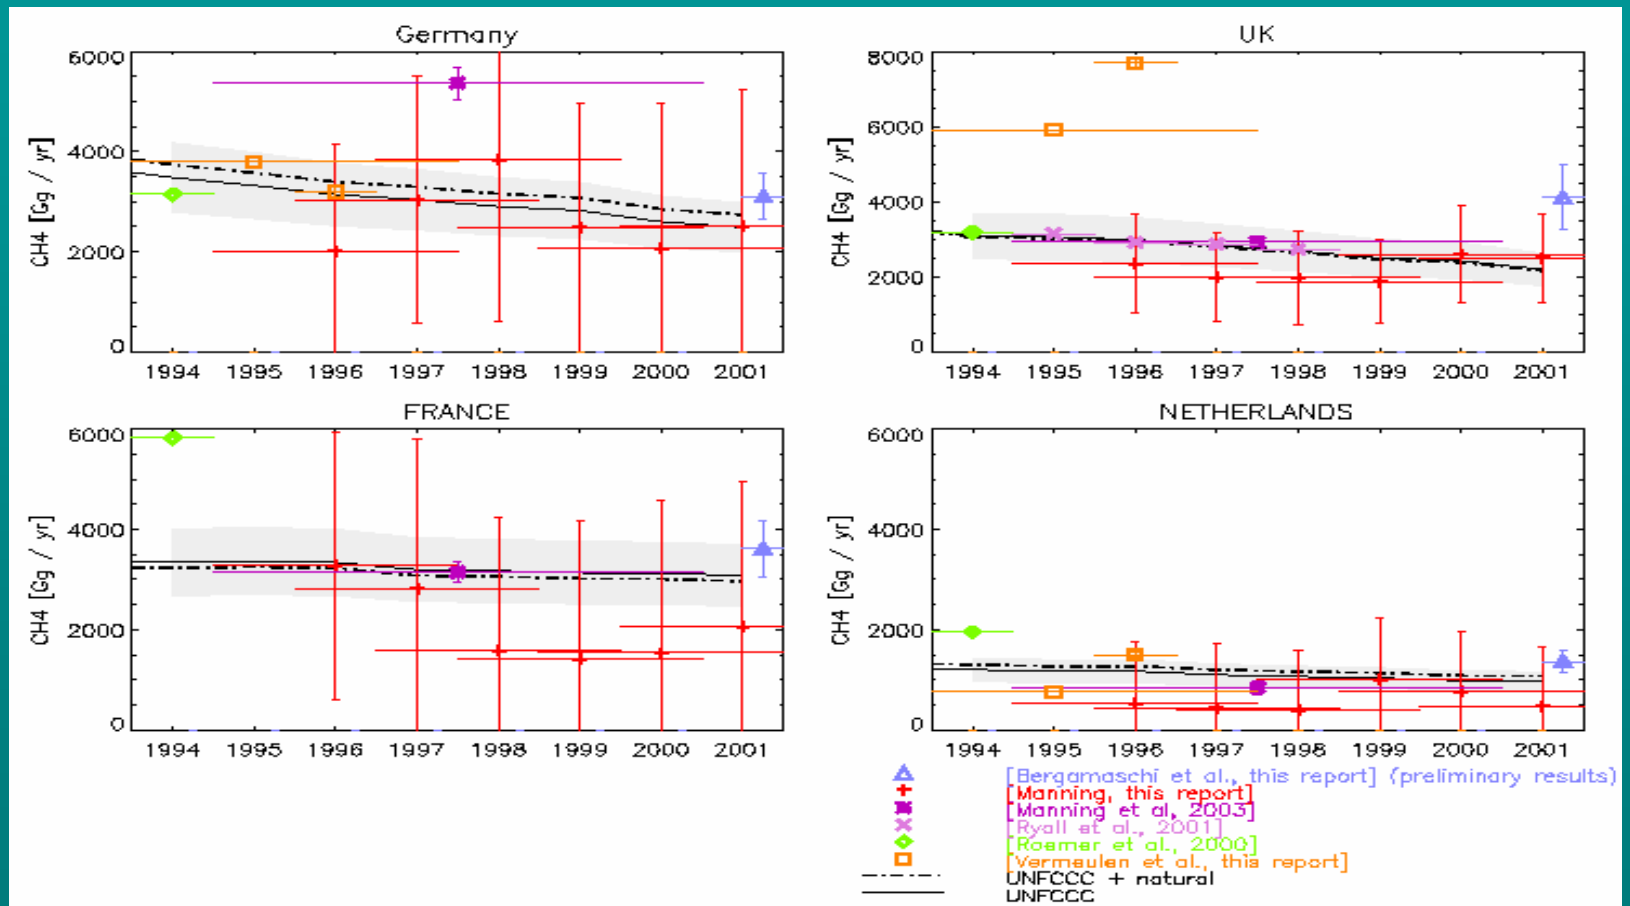 Germany
CH4 [Gg / yr]
6000
4000
2000
0
1994 1995 1996 1997 1998 1999 2000 2001
UK
CH4 [Gg / yr]
8000
6000
4000
2000
0
1994 1995 1996 1997 1998 1999 2000 2001
FRANCE
CH4 [Gg / yr]
6000
4000
2000
0
1994 1995 1996 1997 1998 1999 2000 2001
NETHERLANDS
CH4 [Gg / yr]
6000
4000
2000
0
1994 1995 1996 1997 1998 1999 2000 2001
[Bergamaschi et al., this report] (preliminary results)
[Manning, this report]
[Manning et al, 2003]
[Ryall et al., 2001]
[Roemer et al., 2000]
[Vermeulen et al., this report]
UNFCCC + natural
UNFCCC